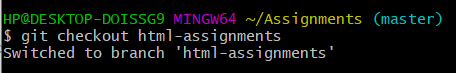 HP@DESKTOP-DOISSG9 MINGW64 ~/Assignments (master)
$ git checkout html-assignments
Switched to branch 'html-assignments'